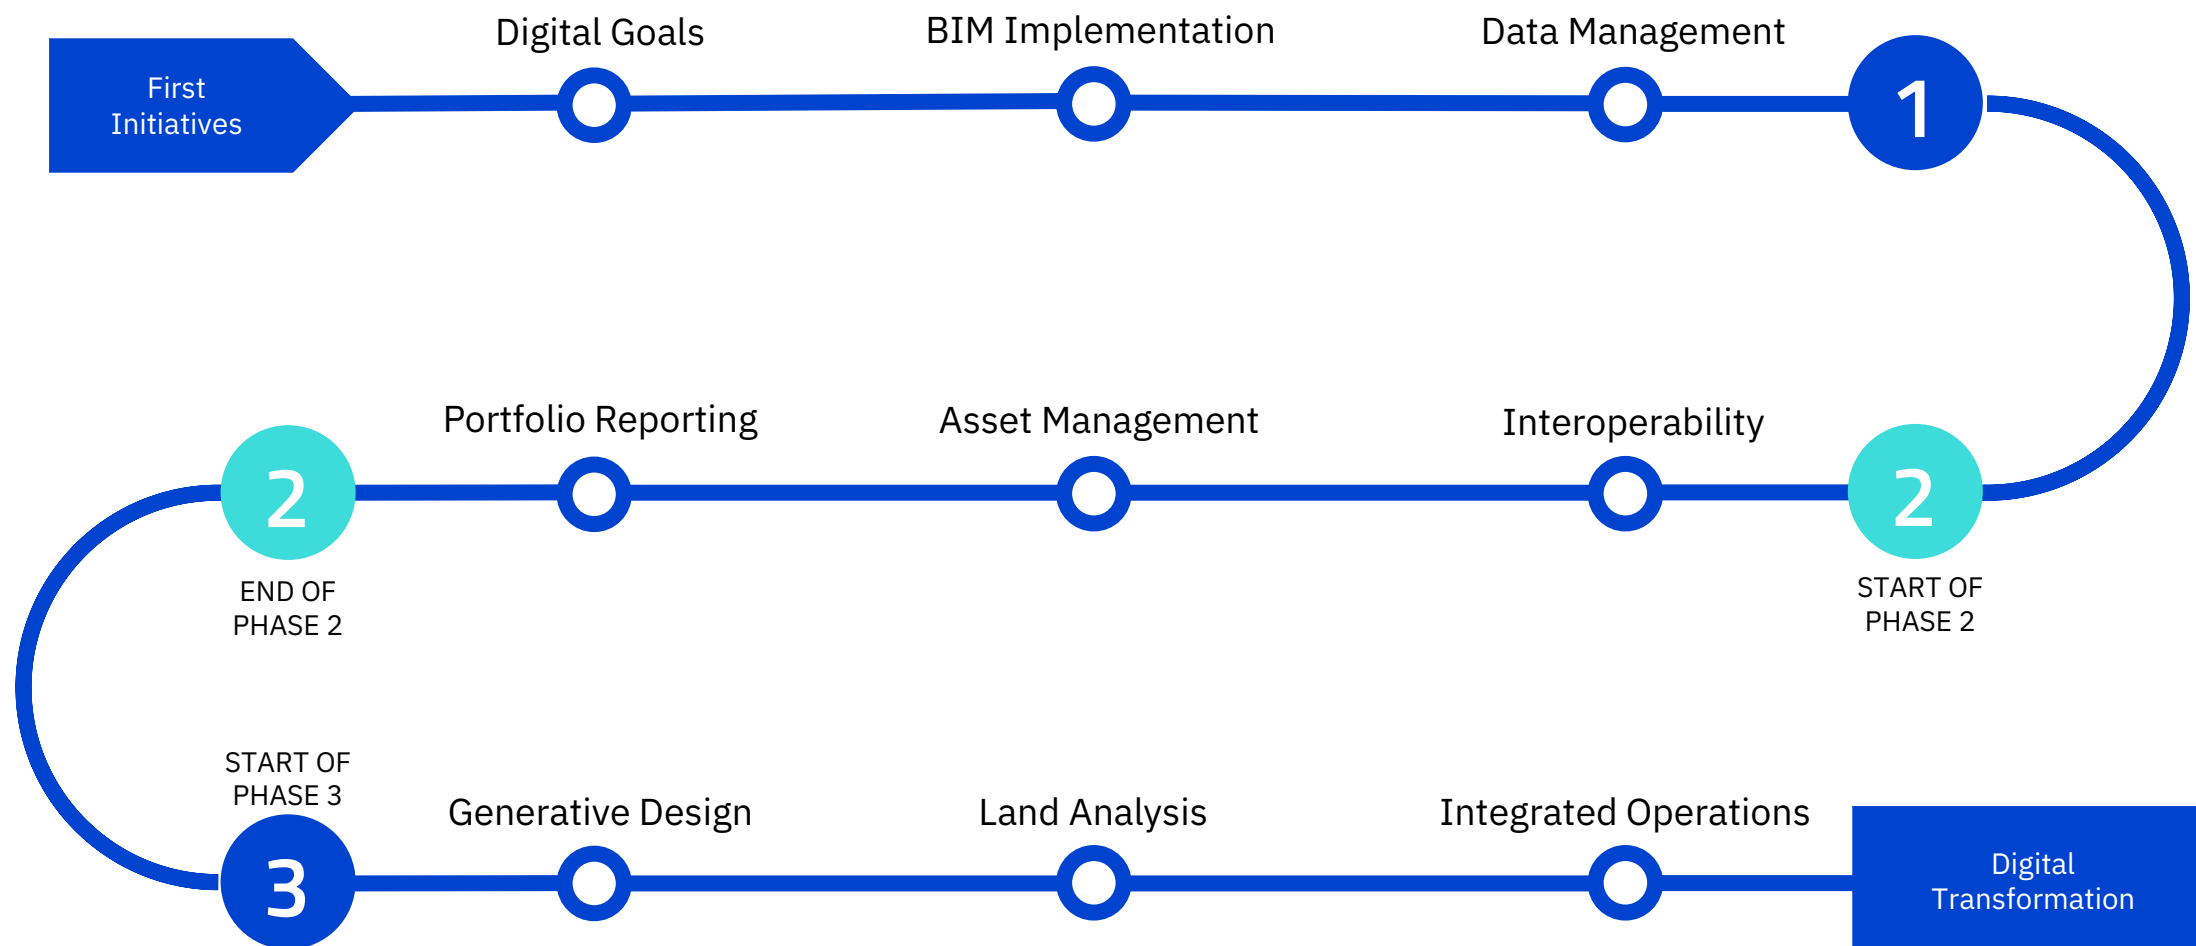 First
Initiatives
Digital Goals
BIM Implementation
Data Management
1
Portfolio Reporting
Asset Management
Interoperability
2
END OF
PHASE 2
2
START OF
PHASE 2
START OF
PHASE 3
3
Generative Design
Land Analysis
Integrated Operations
Digital
Transformation